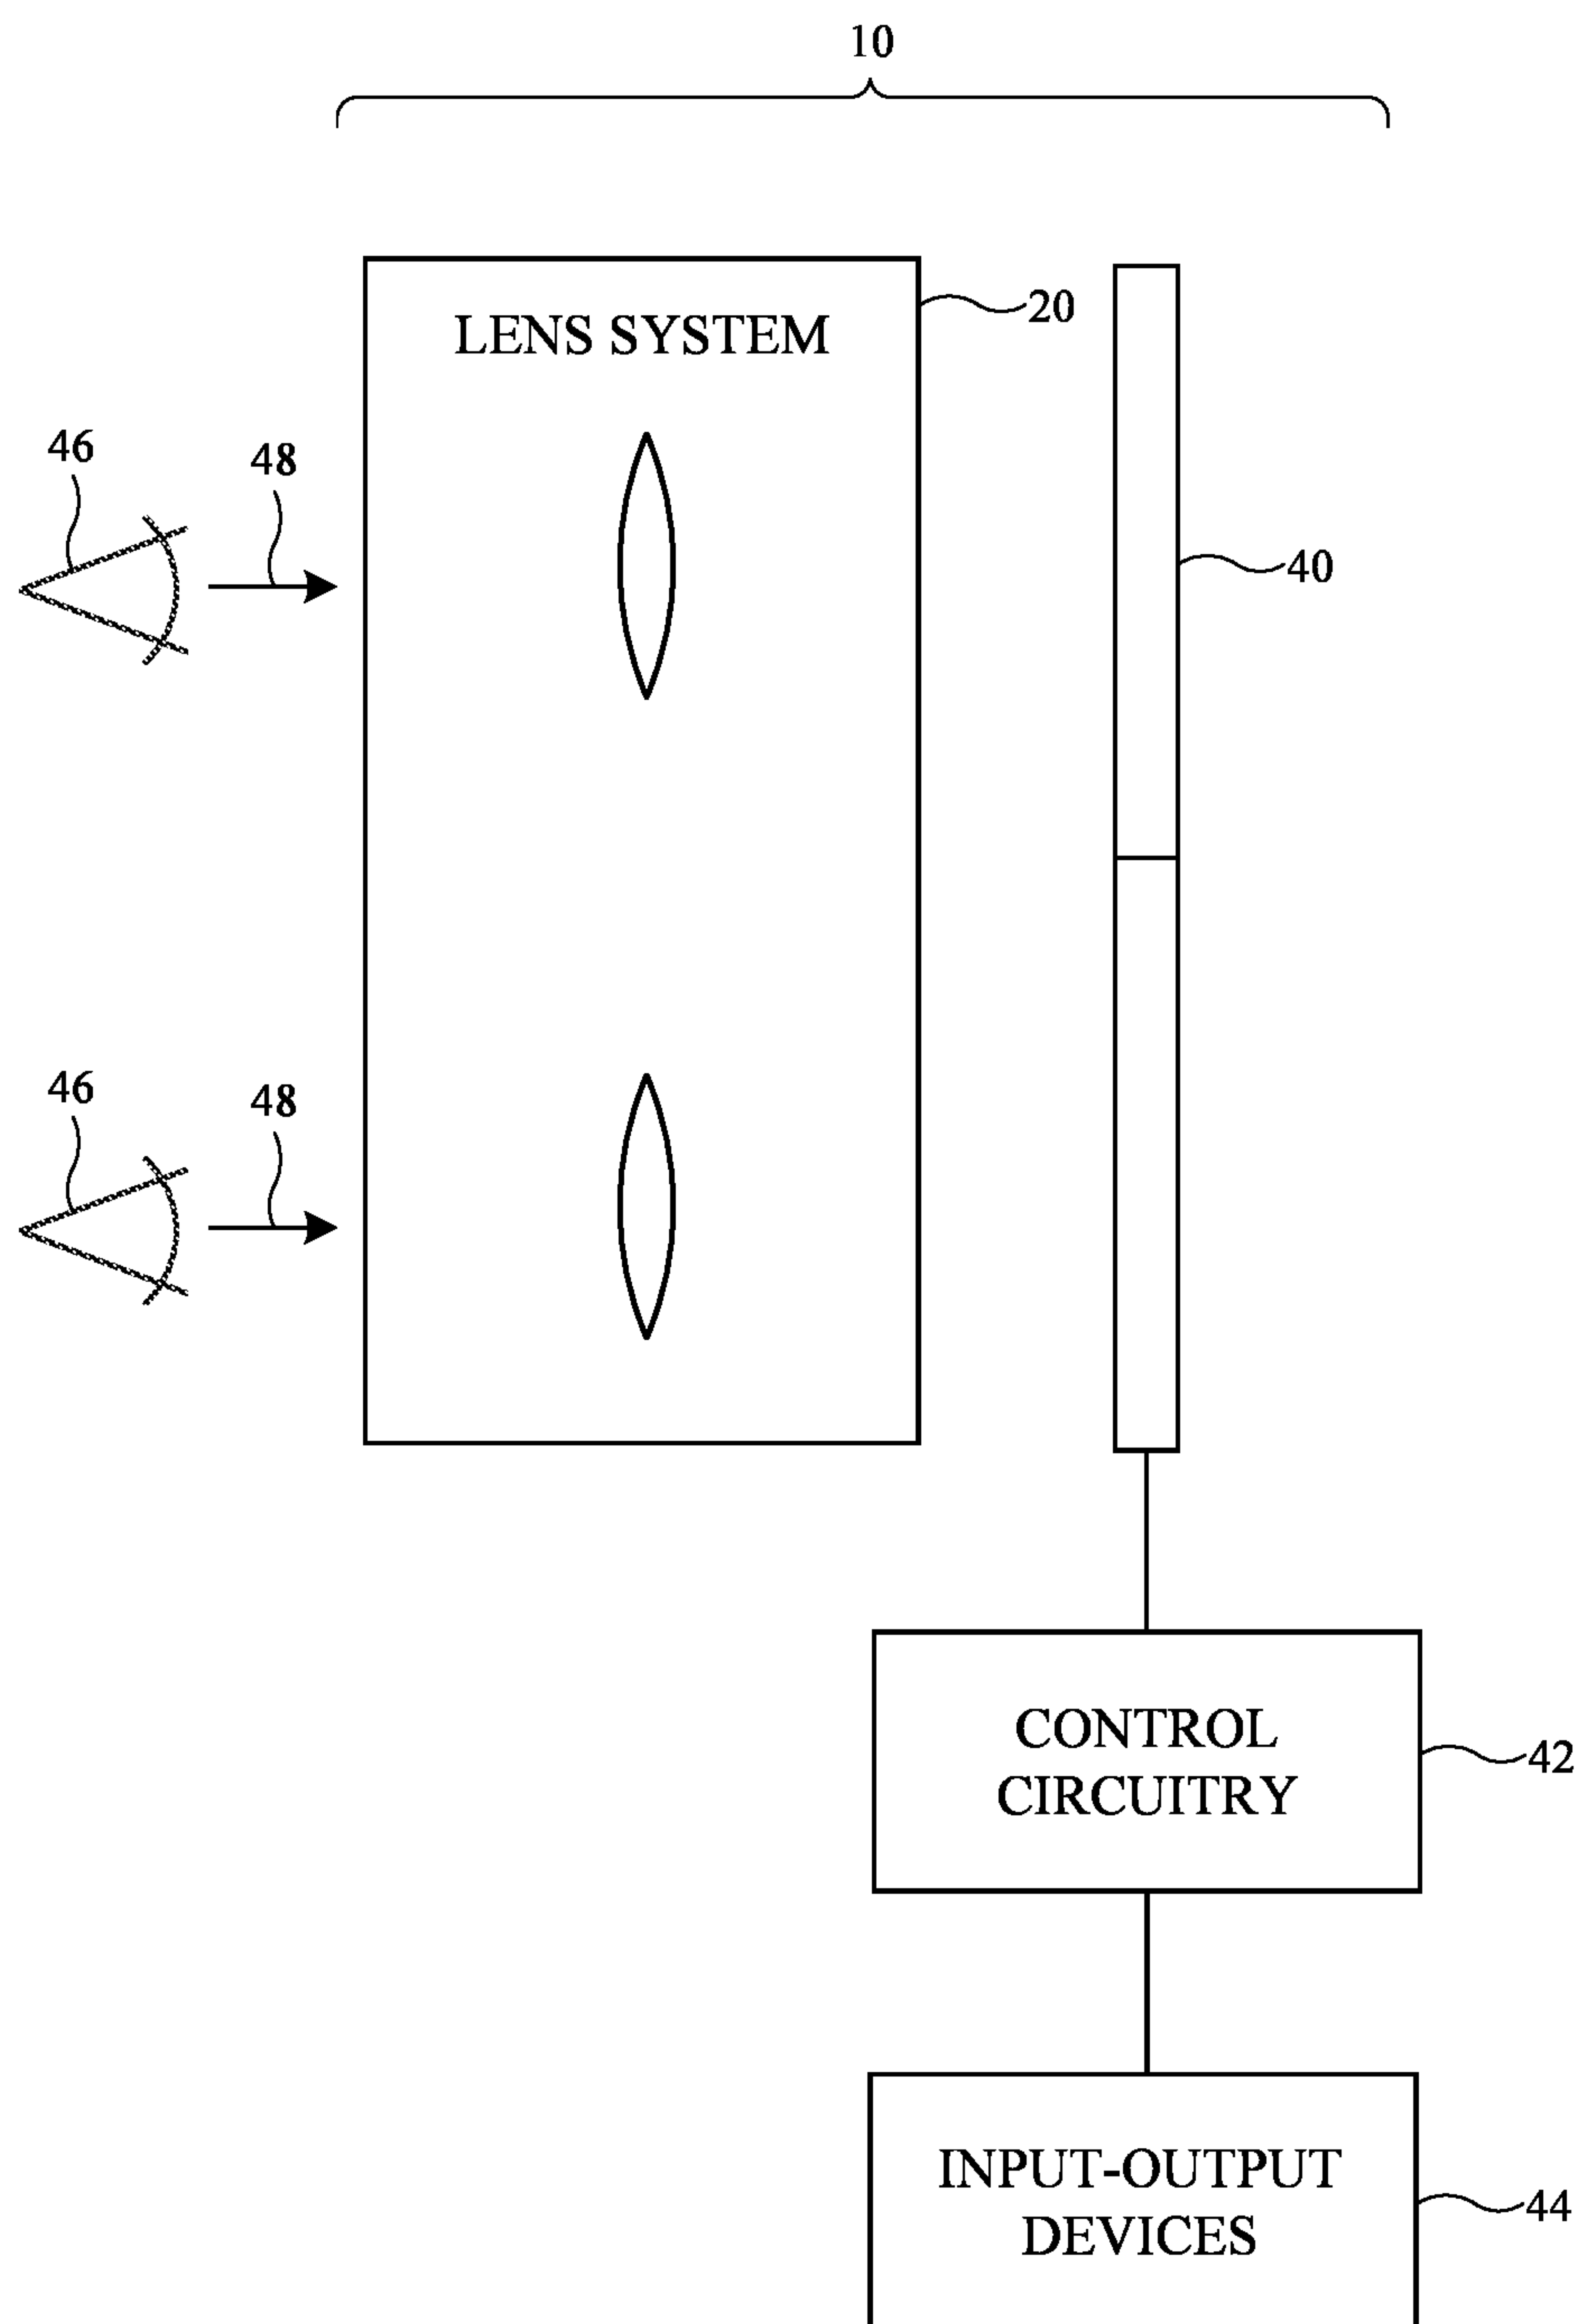 10
LENS SYSTEM
20
46
48
40
46
48
CONTROL
CIRCUITRY
42
INPUT-OUTPUT
DEVICES
44